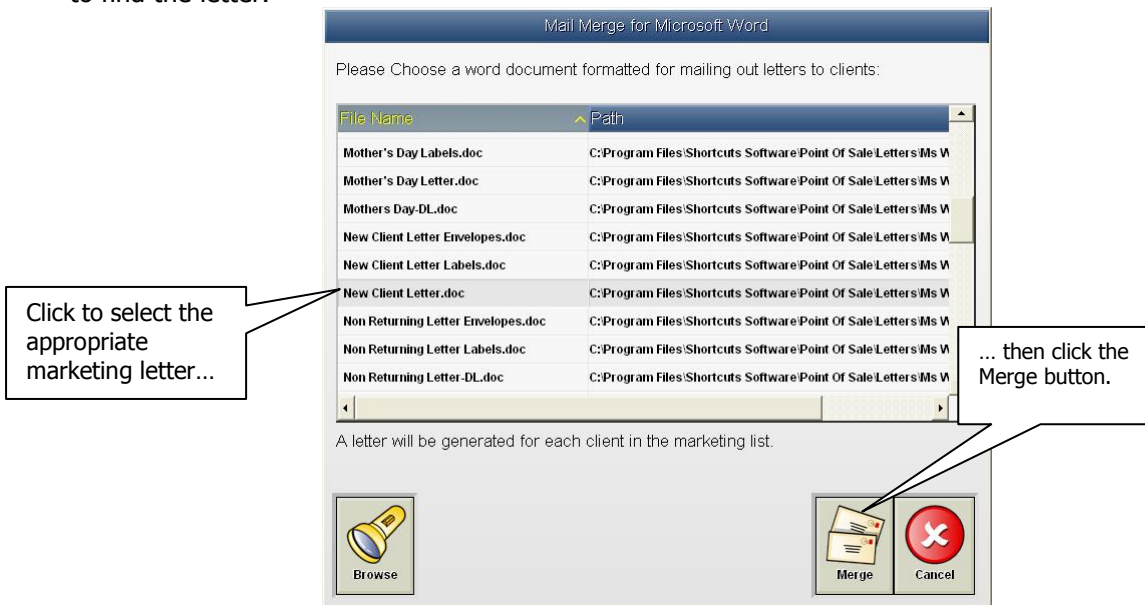 to find the letter.
Mail Merge for Microsoft Word
Please Choose a word document formatted for mailing out letters to clients:
File Name Path
Mother's Day Labels.doc C:\Program Files\Shortcuts Software\Point Of Sale\Letters\Ms W
Mother's Day Letter.doc C:\Program Files\Shortcuts Software\Point Of Sale\Letters\Ms W
Mothers Day-DL.doc C:\Program Files\Shortcuts Software\Point Of Sale\Letters\Ms W
New Client Letter Envelopes.doc C:\Program Files\Shortcuts Software\Point Of Sale\Letters\Ms W
New Client Letter Labels.doc C:\Program Files\Shortcuts Software\Point Of Sale\Letters\Ms W
New Client Letter.doc C:\Program Files\Shortcuts Software\Point Of Sale\Letters\Ms W
Non Returning Letter Envelopes.doc C:\Program Files\Shortcuts Software\Point Of Sale\Letters\Ms W
Non Returning Letter Labels.doc C:\Program Files\Shortcuts Software\Point Of Sale\Letters\Ms W
Non Returning Letter-DL.doc C:\Program Files\Shortcuts Software\Point Of Sale\Letters\Ms W
Click to select the
appropriate
marketing letter...
... then click the
Merge button.
A letter will be generated for each client in the marketing list.
Browse
Merge
Cancel